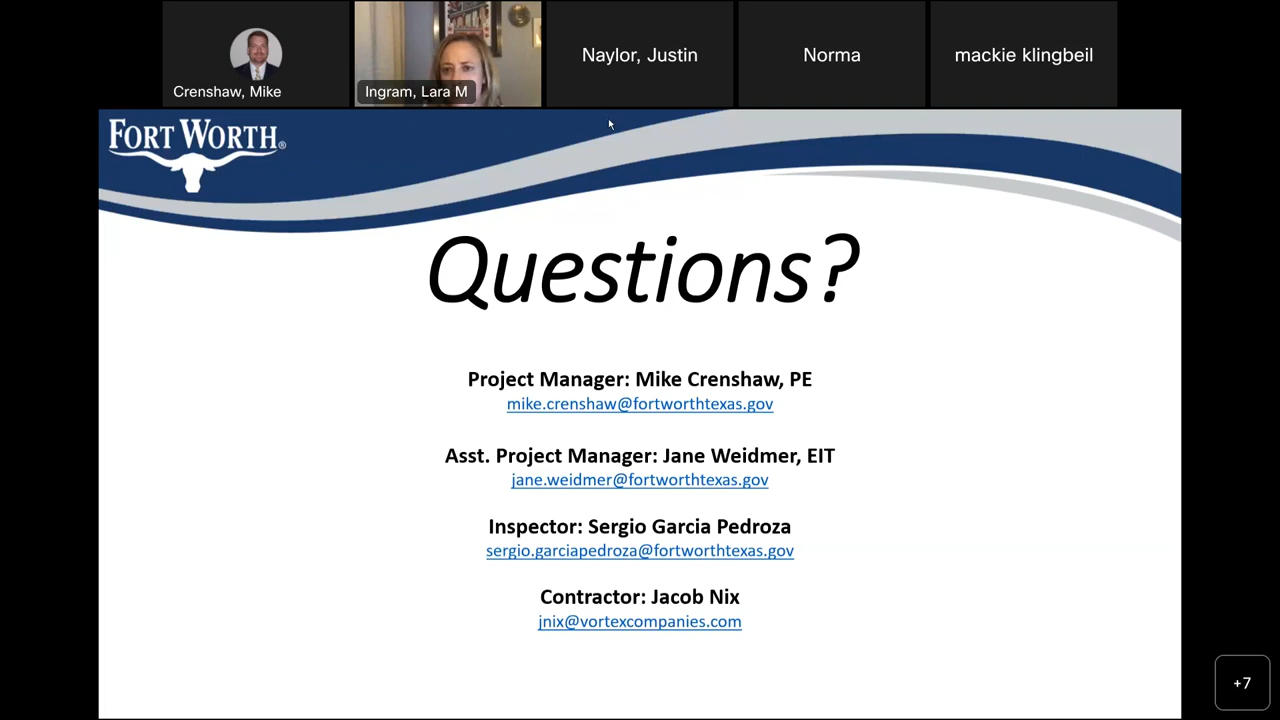 Crenshaw, Mike
Ingram, Lara M
Naylor, Justin
Norma
mackie klingbeil
FORT WORTH®
Questions?
Project Manager: Mike Crenshaw, PE
mike.crenshaw@fortworthtexas.gov
Asst. Project Manager: Jane Weidmer, EIT
jane.weidmer@fortworthtexas.gov
Inspector: Sergio Garcia Pedroza
sergio.garciapedroza@fortworthtexas.gov
Contractor: Jacob Nix
jnix@vortexcompanies.com
+7